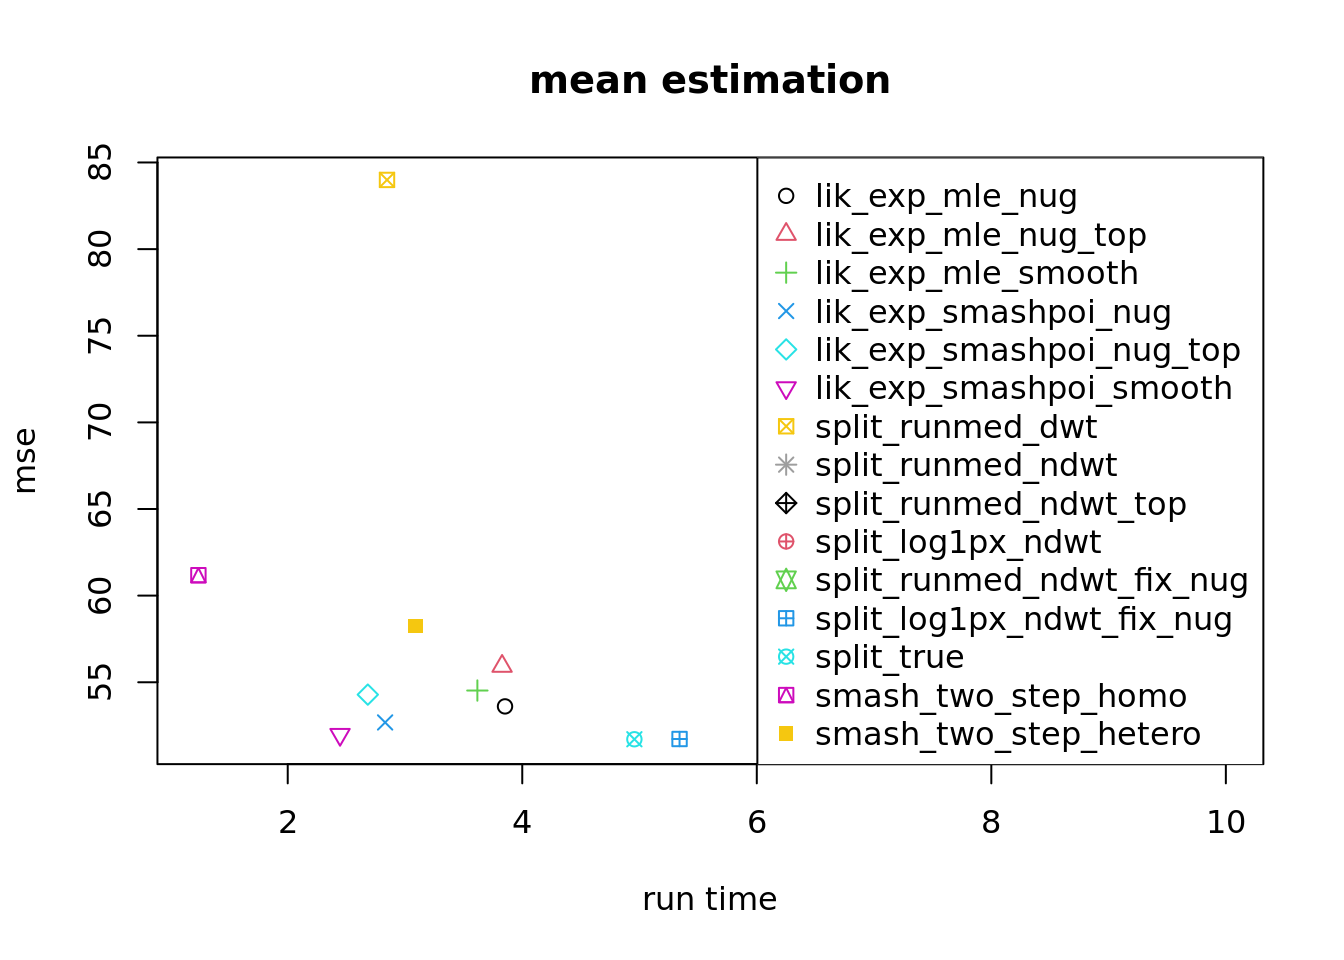 mean estimation
85
80
75
70
65
60
55
mse
lik_exp_mle_nug
lik_exp_mle_nug_top
lik_exp_mle_smooth
lik_exp_smashpoi_nug
lik_exp_smashpoi_nug_top
lik_exp_smashpoi_smooth
split_runmed_dwt
split_runmed_ndwt
split_runmed_ndwt_top
split_log1px_ndwt
split_runmed_ndwt_fix_nug
split_log1px_ndwt_fix_nug
split_true
smash_two_step_homo
smash_two_step_hetero
2 4 6 8 10
run time